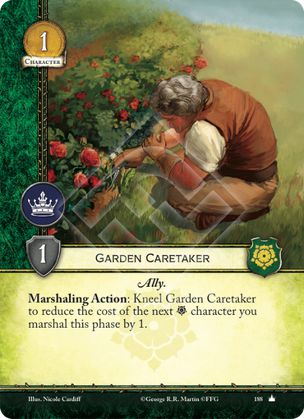 1
CHARACTER
1
GARDEN CARETAKER
Ally.
Marshaling Action: Kneel Garden Caretaker
to reduce the cost of the next character you
marshal this phase by 1.
Illus. Nicole Cardiff ©George R.R. Martin ©FFG 188